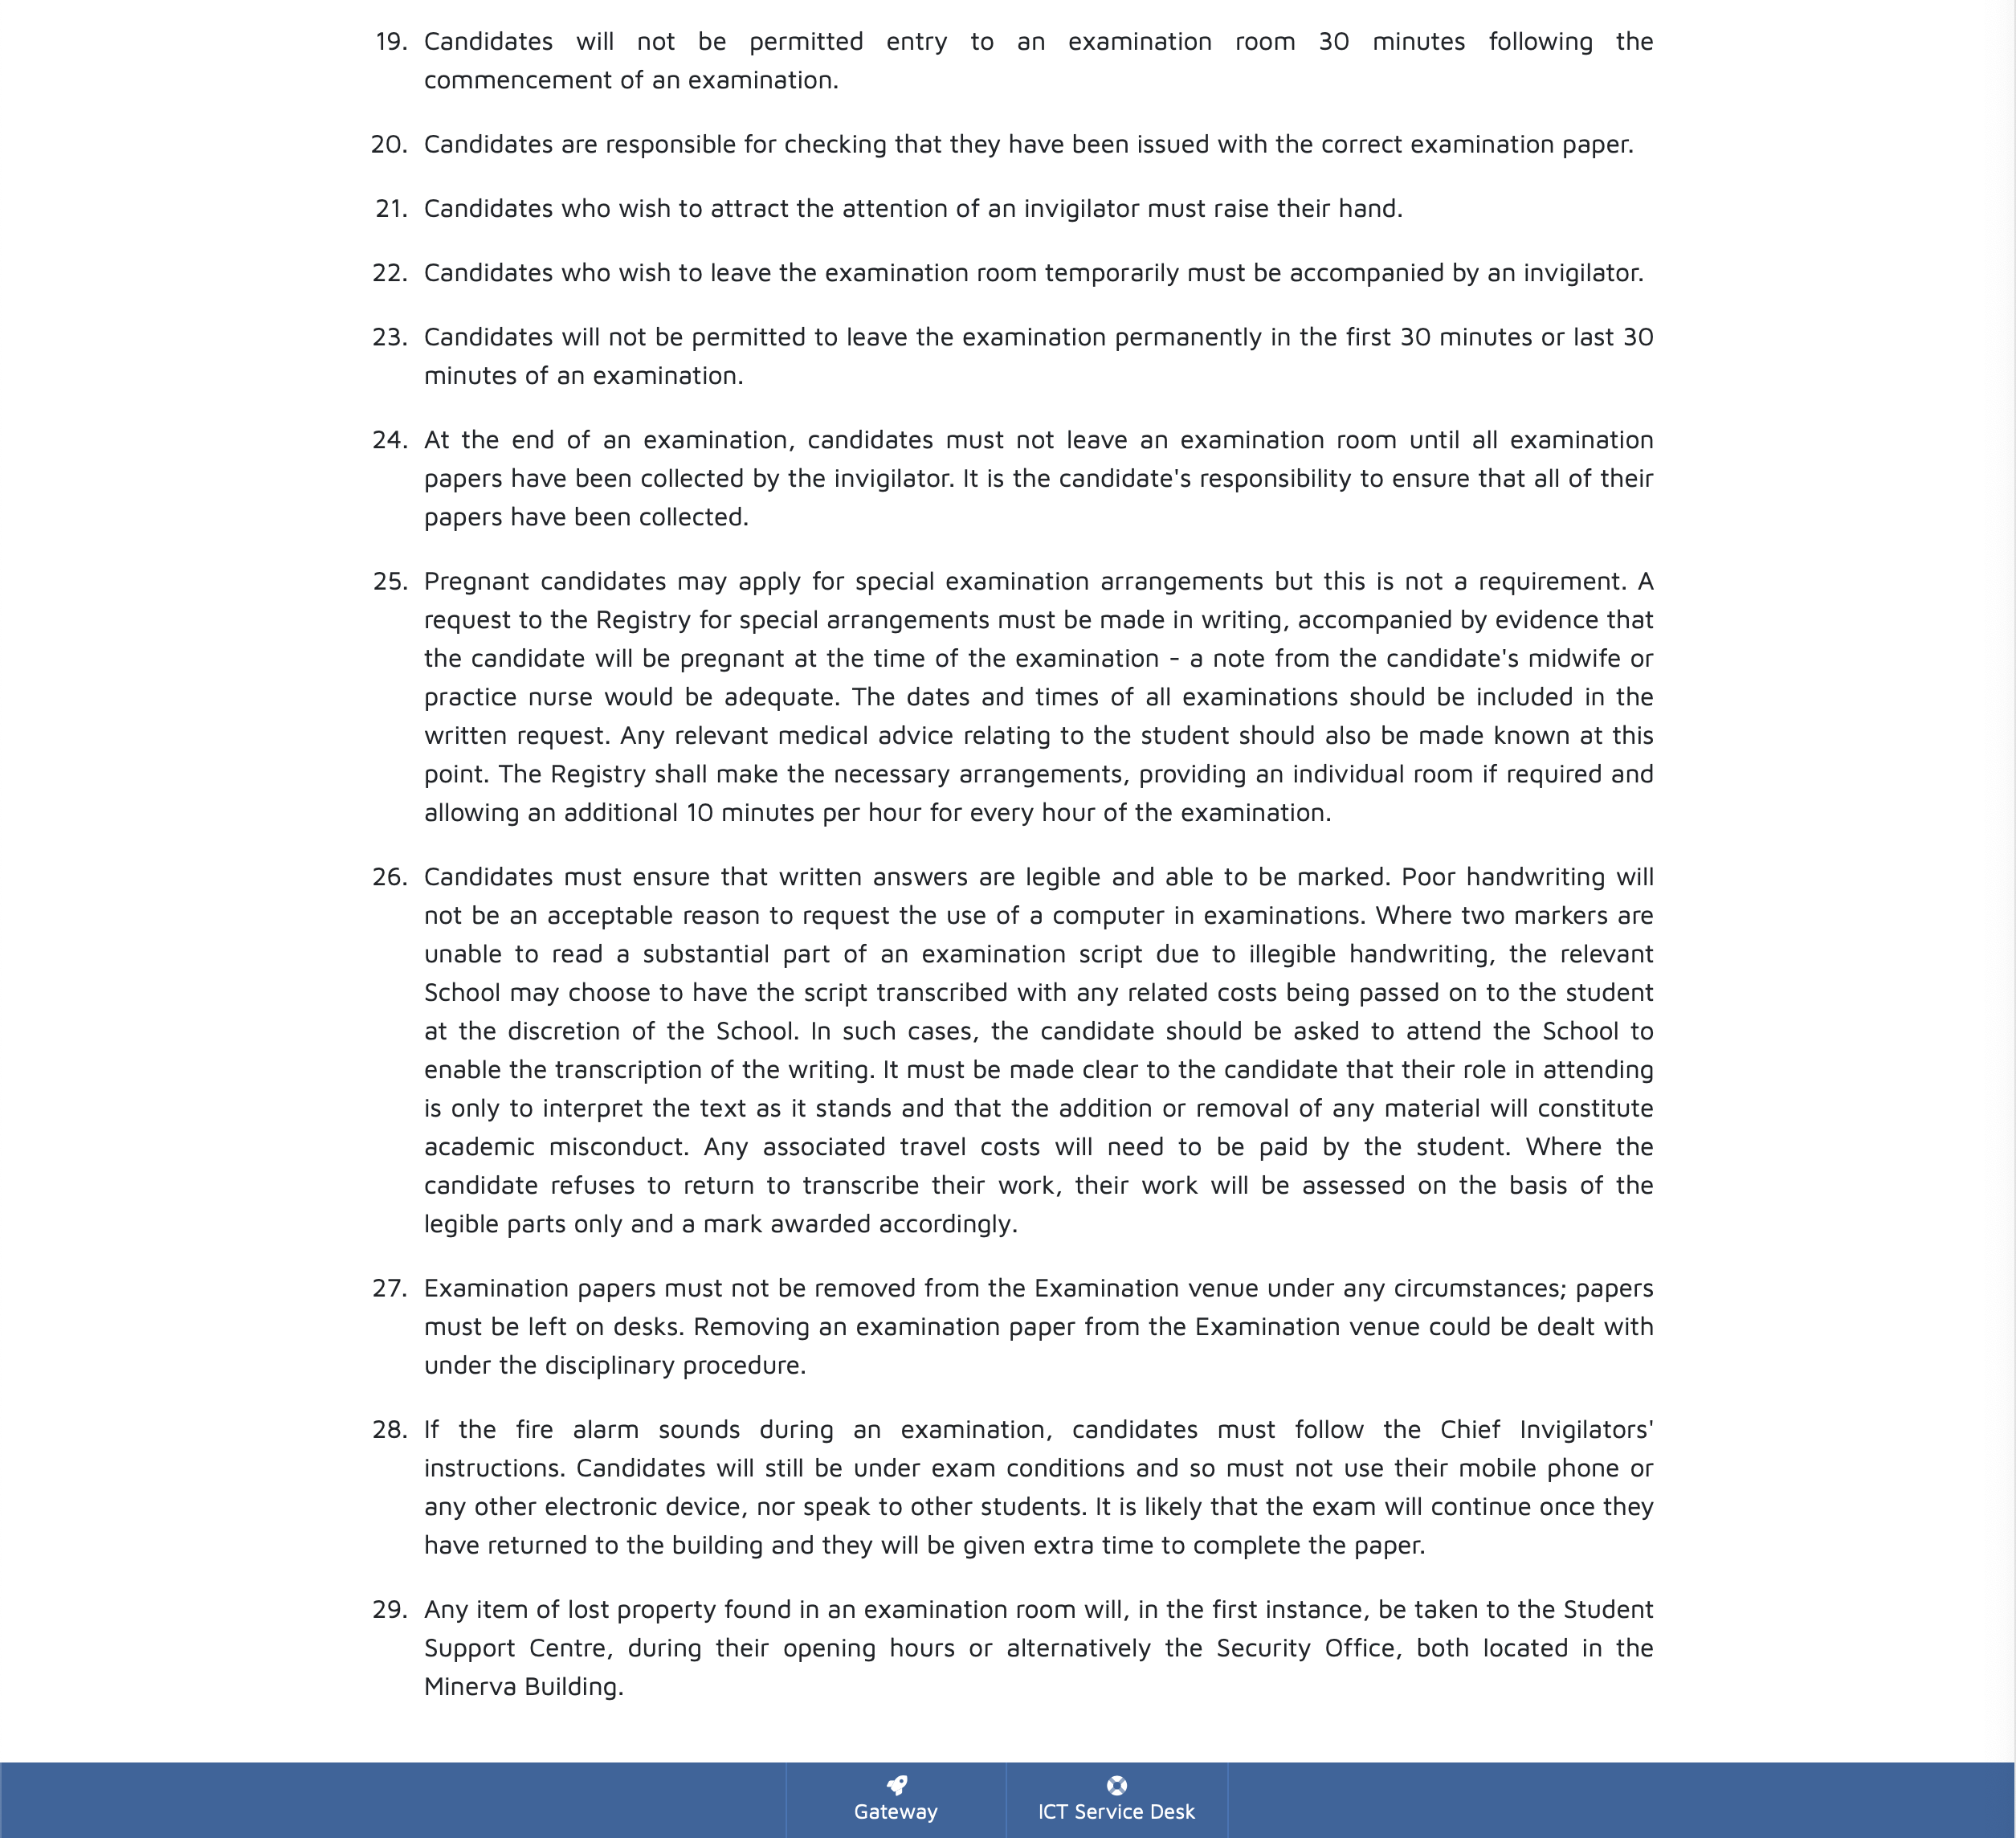 19. Candidates will not be permitted entry to an examination room 30 minutes following the
commencement of an examination.
20. Candidates are responsible for checking that they have been issued with the correct examination paper.
21. Candidates who wish to attract the attention of an invigilator must raise their hand.
22. Candidates who wish to leave the examination room temporarily must be accompanied by an invigilator.
23. Candidates will not be permitted to leave the examination permanently in the first 30 minutes or last 30
minutes of an examination.
24. At the end of an examination, candidates must not leave an examination room until all examination
papers have been collected by the invigilator. It is the candidate's responsibility to ensure that all of their
papers have been collected.
25. Pregnant candidates may apply for special examination arrangements but this is not a requirement. A
request to the Registry for special arrangements must be made in writing, accompanied by evidence that
the candidate will be pregnant at the time of the examination - a note from the candidate's midwife or
practice nurse would be adequate. The dates and times of all examinations should be included in the
written request. Any relevant medical advice relating to the student should also be made known at this
point. The Registry shall make the necessary arrangements, providing an individual room if required and
allowing an additional 10 minutes per hour for every hour of the examination.
26. Candidates must ensure that written answers are legible and able to be marked. Poor handwriting will
not be an acceptable reason to request the use of a computer in examinations. Where two markers are
unable to read a substantial part of an examination script due to illegible handwriting, the relevant
School may choose to have the script transcribed with any related costs being passed on to the student
at the discretion of the School. In such cases, the candidate should be asked to attend the School to
enable the transcription of the writing. It must be made clear to the candidate that their role in attending
is only to interpret the text as it stands and that the addition or removal of any material will constitute
academic misconduct. Any associated travel costs will need to be paid by the student. Where the
candidate refuses to return to transcribe their work, their work will be assessed on the basis of the
legible parts only and a mark awarded accordingly.
27. Examination papers must not be removed from the Examination venue under any circumstances; papers
must be left on desks. Removing an examination paper from the Examination venue could be dealt with
under the disciplinary procedure.
28. If the fire alarm sounds during an examination, candidates must follow the Chief Invigilators'
instructions. Candidates will still be under exam conditions and so must not use their mobile phone or
any other electronic device, nor speak to other students. It is likely that the exam will continue once they
have returned to the building and they will be given extra time to complete the paper.
29. Any item of lost property found in an examination room will, in the first instance, be taken to the Student
Support Centre, during their opening hours or alternatively the Security Office, both located in the
Minerva Building.
Gateway
ICT Service Desk